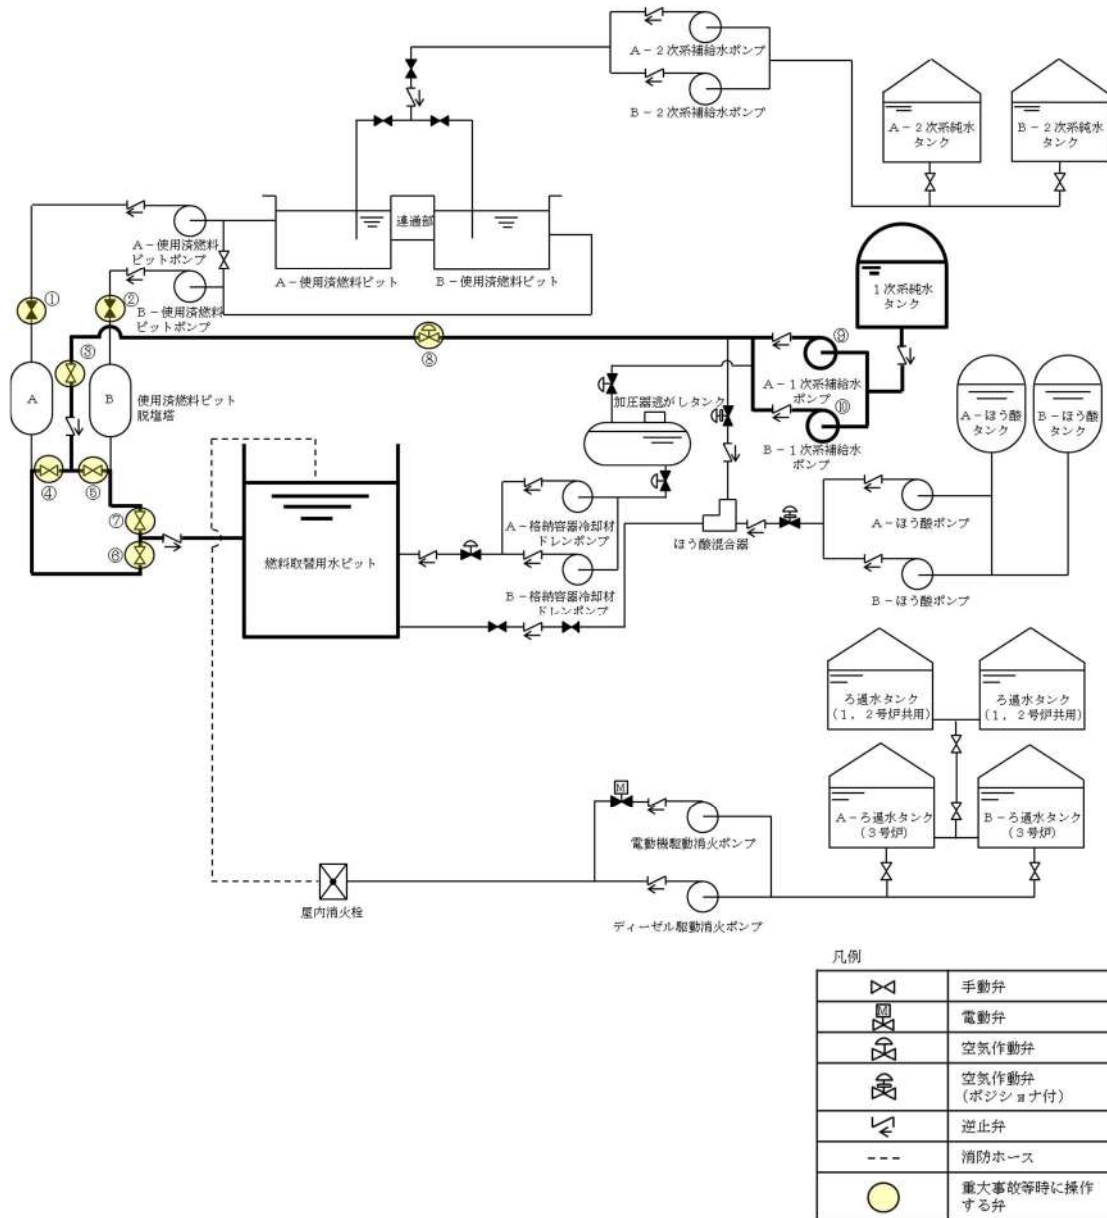 A-2次系補給水ポンプ
B-2次系補給水ポンプ
A-2次系純水
タンク
B-2次系純水
タンク
連通部
A-使用済燃料
ピットポンプ
A-使用済燃料ピット
B-使用済燃料ピット
1次系純水
タンク
①
②
B-使用済燃料
ピットポンプ
③
⑧
⑨
A-1次系補給水
ポンプ
加圧器逃がしタンク
⑩
B-1次系補給水
ポンプ
A-ほう酸
タンク
B-ほう酸
タンク
A
B
使用済燃料ピット
脱塩塔
④
⑤
⑦
⑥
A-格納容器冷却材
ドレンポンプ
ほう酸混合器
A-ほう酸ポンプ
燃料取替用水ピット
B-格納容器冷却材
ドレンポンプ
B-ほう酸ポンプ
ろ過水タンク
(1，2号炉共用)
ろ過水タンク
(1，2号炉共用)
M
電動機駆動消火ポンプ
A-ろ過水タンク
(3号炉)
B-ろ過水タンク
(3号炉)
屋内消火栓
ディーゼル駆動消火ポンプ
凡例
手動弁
M
電動弁
空気作動弁
空気作動弁
(ポジショナ付)
逆止弁
消防ホース
重大事故等時に操作
する弁